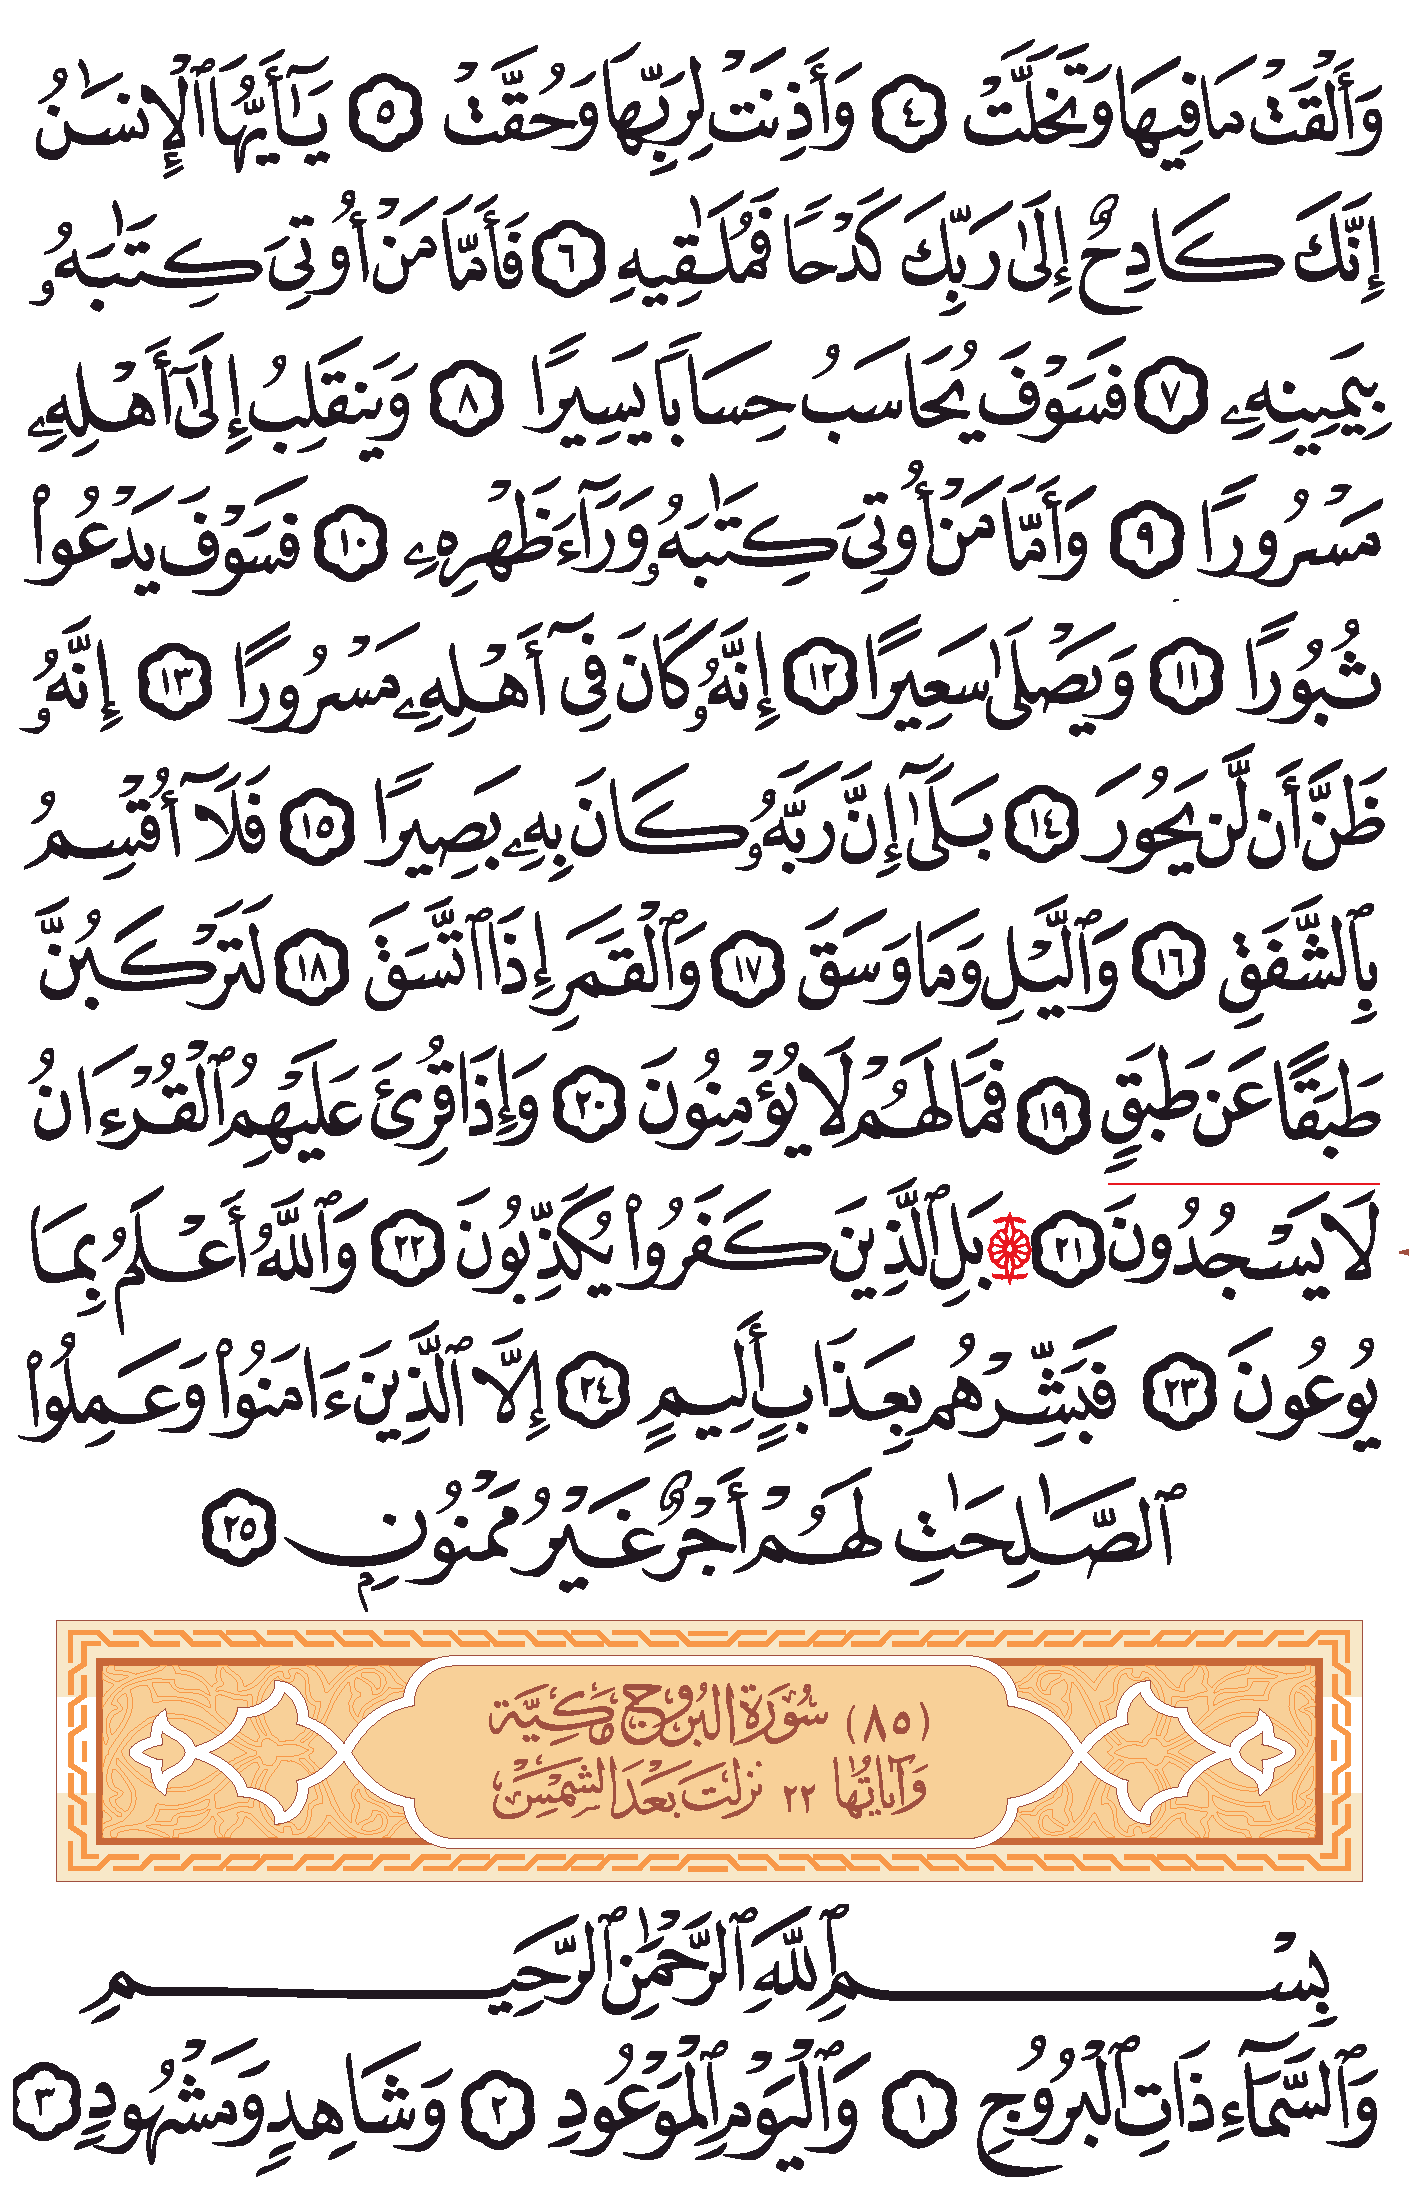 وَأَلْقَتْ مَا فِيهَا وَتَخَلَّتْ ٤ وَأَذِنَتْ لِرَبِّهَا وَحُقَّتْ ٥ يَـٰٓأَيُّهَا ٱلْإِنسَـٰنُ
إِنَّكَ كَادِحٌ إِلَىٰ رَبِّكَ كَدْحًا فَمُلَـٰقِيهِ ٦ فَأَمَّا مَنْ أُوتِىَ كِتَـٰبَهُۥ
بِيَمِينِهِۦ ٧ فَسَوْفَ يُحَاسَبُ حِسَابًا يَسِيرًا ٨ وَيَنقَلِبُ إِلَىٰٓ أَهْلِهِۦ
مَسْرُورًا ٩ وَأَمَّا مَنْ أُوتِىَ كِتَـٰبَهُۥ وَرَآءَ ظَهْرِهِۦ ١٠ فَسَوْفَ يَدْعُوا۟
ثُبُورًا ١١ وَيَصْلَىٰ سَعِيرًا ١٢ إِنَّهُۥ كَانَ فِىٓ أَهْلِهِۦ مَسْرُورًا ١٣ إِنَّهُۥ
ظَنَّ أَن لَّن يَحُورَ ١٤ بَلَىٰٓ إِنَّ رَبَّهُۥ كَانَ بِهِۦ بَصِيرًا ١٥ فَلَآ أُقْسِمُ
بِٱلشَّفَقِ ١٦ وَٱلَّيْلِ وَمَا وَسَقَ ١٧ وَٱلْقَمَرِ إِذَا ٱتَّسَقَ ١٨ لَتَرْكَبُنَّ
طَبَقًا عَن طَبَقٍ ١٩ فَمَا لَهُمْ لَا يُؤْمِنُونَ ٢٠ وَإِذَا قُرِئَ عَلَيْهِمُ ٱلْقُرْءَانُ
لَا يَسْجُدُونَ ٢١ بَلِ ٱلَّذِينَ كَفَرُوا۟ يُكَذِّبُونَ ٢٢ وَٱللَّهُ أَعْلَمُ بِمَا
يُوعُونَ ٢٣ فَبَشِّرْهُم بِعَذَابٍ أَلِيمٍ ٢٤ إِلَّا ٱلَّذِينَ ءَامَنُوا۟ وَعَمِلُوا۟
ٱلصَّـٰلِحَـٰتِ لَهُمْ أَجْرٌ غَيْرُ مَمْنُونٍۭ ٢٥
(٨٥) سُورَةُ البُرُوجِ مَكِيَّة
وَآيَاتُهَا ٢٢ نَزَلَتْ بَعْدَ الشَّمْسِ
بِسْمِ ٱللَّهِ ٱلرَّحْمَـٰنِ ٱلرَّحِيمِ
وَٱلسَّمَآءِ ذَاتِ ٱلْبُرُوجِ ١ وَٱلْيَوْمِ ٱلْمَوْعُودِ ٢ وَشَاهِدٍ وَمَشْهُودٍ ٣